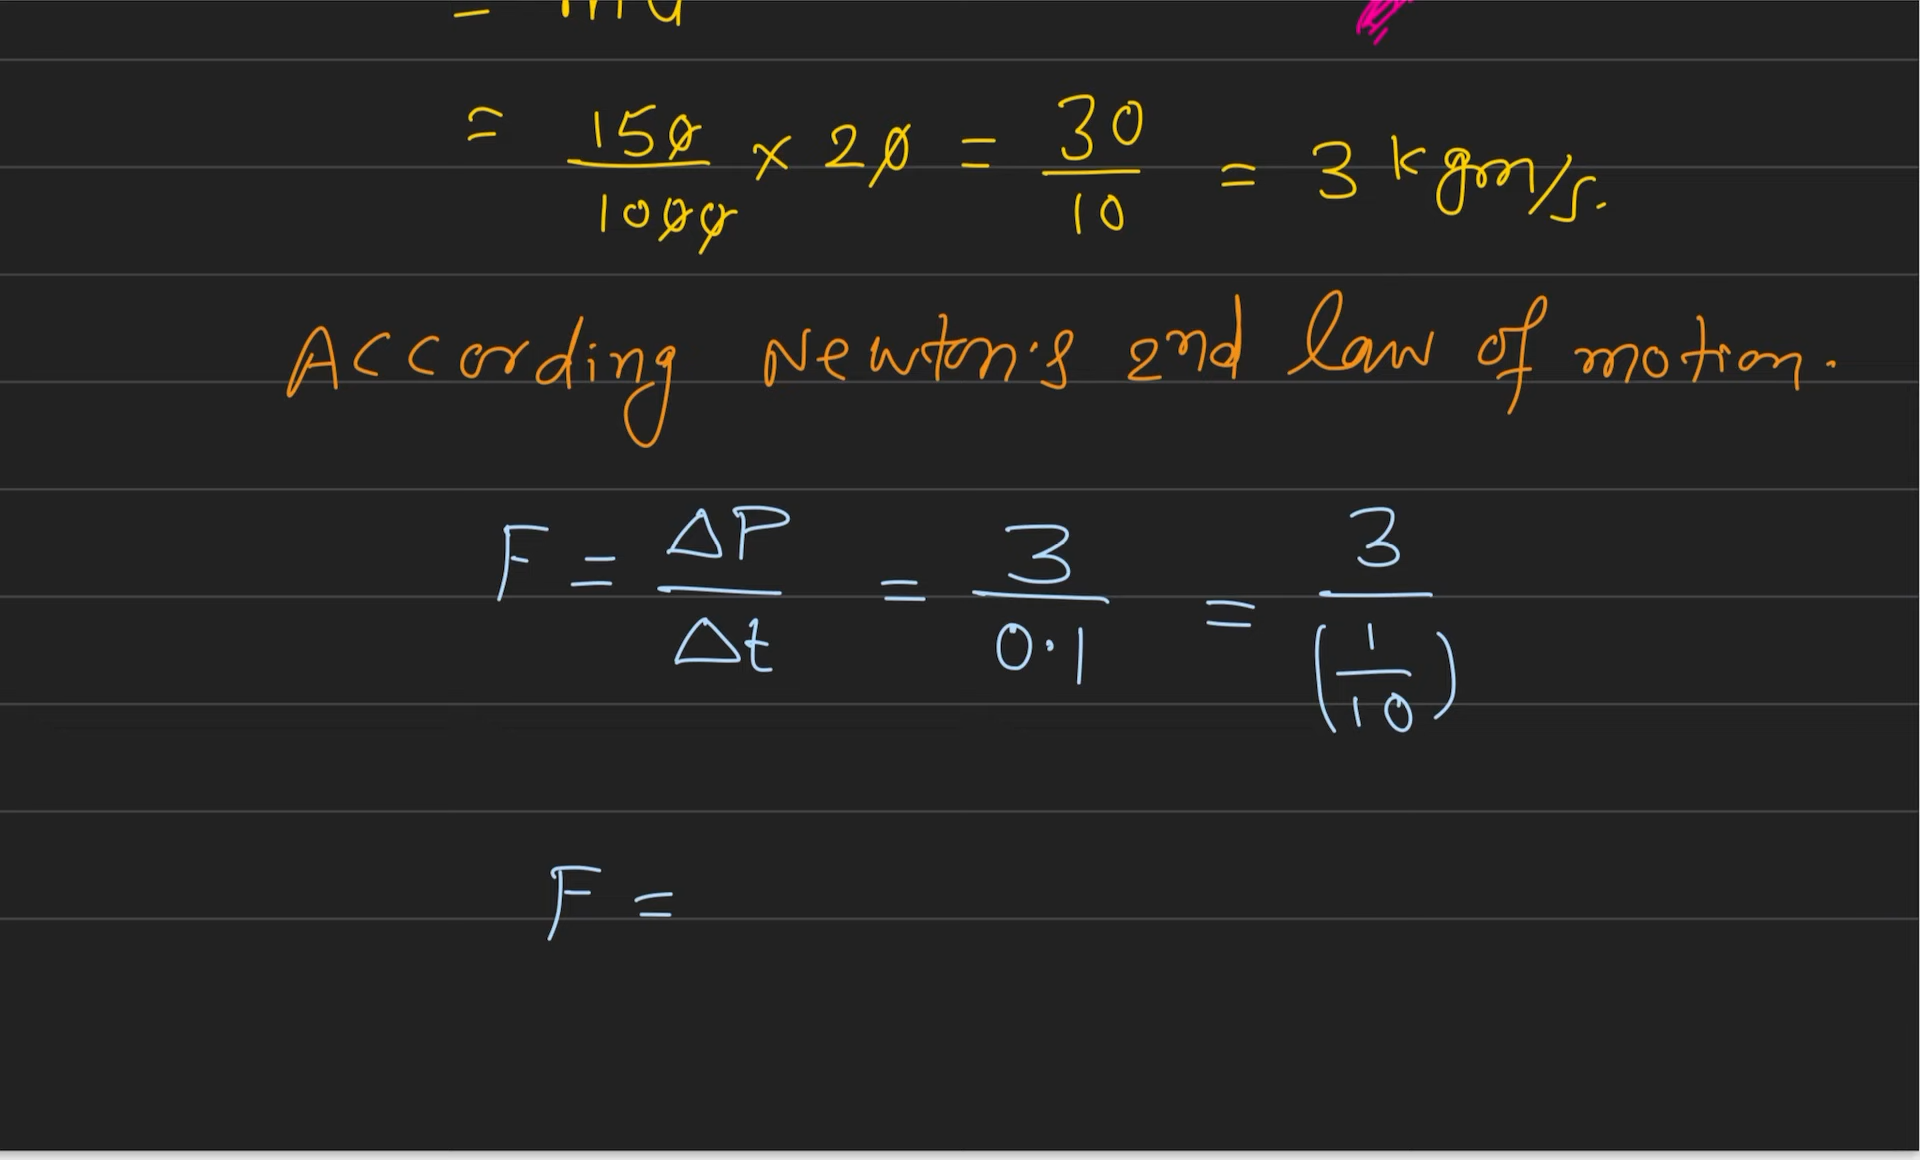 = 150/1000 × 20 = 30/10 = 3 kgm/s.
According Newton's 2nd law of motion.
F = ΔP/Δt = 3/0.1 = 3/(1/10)
F =